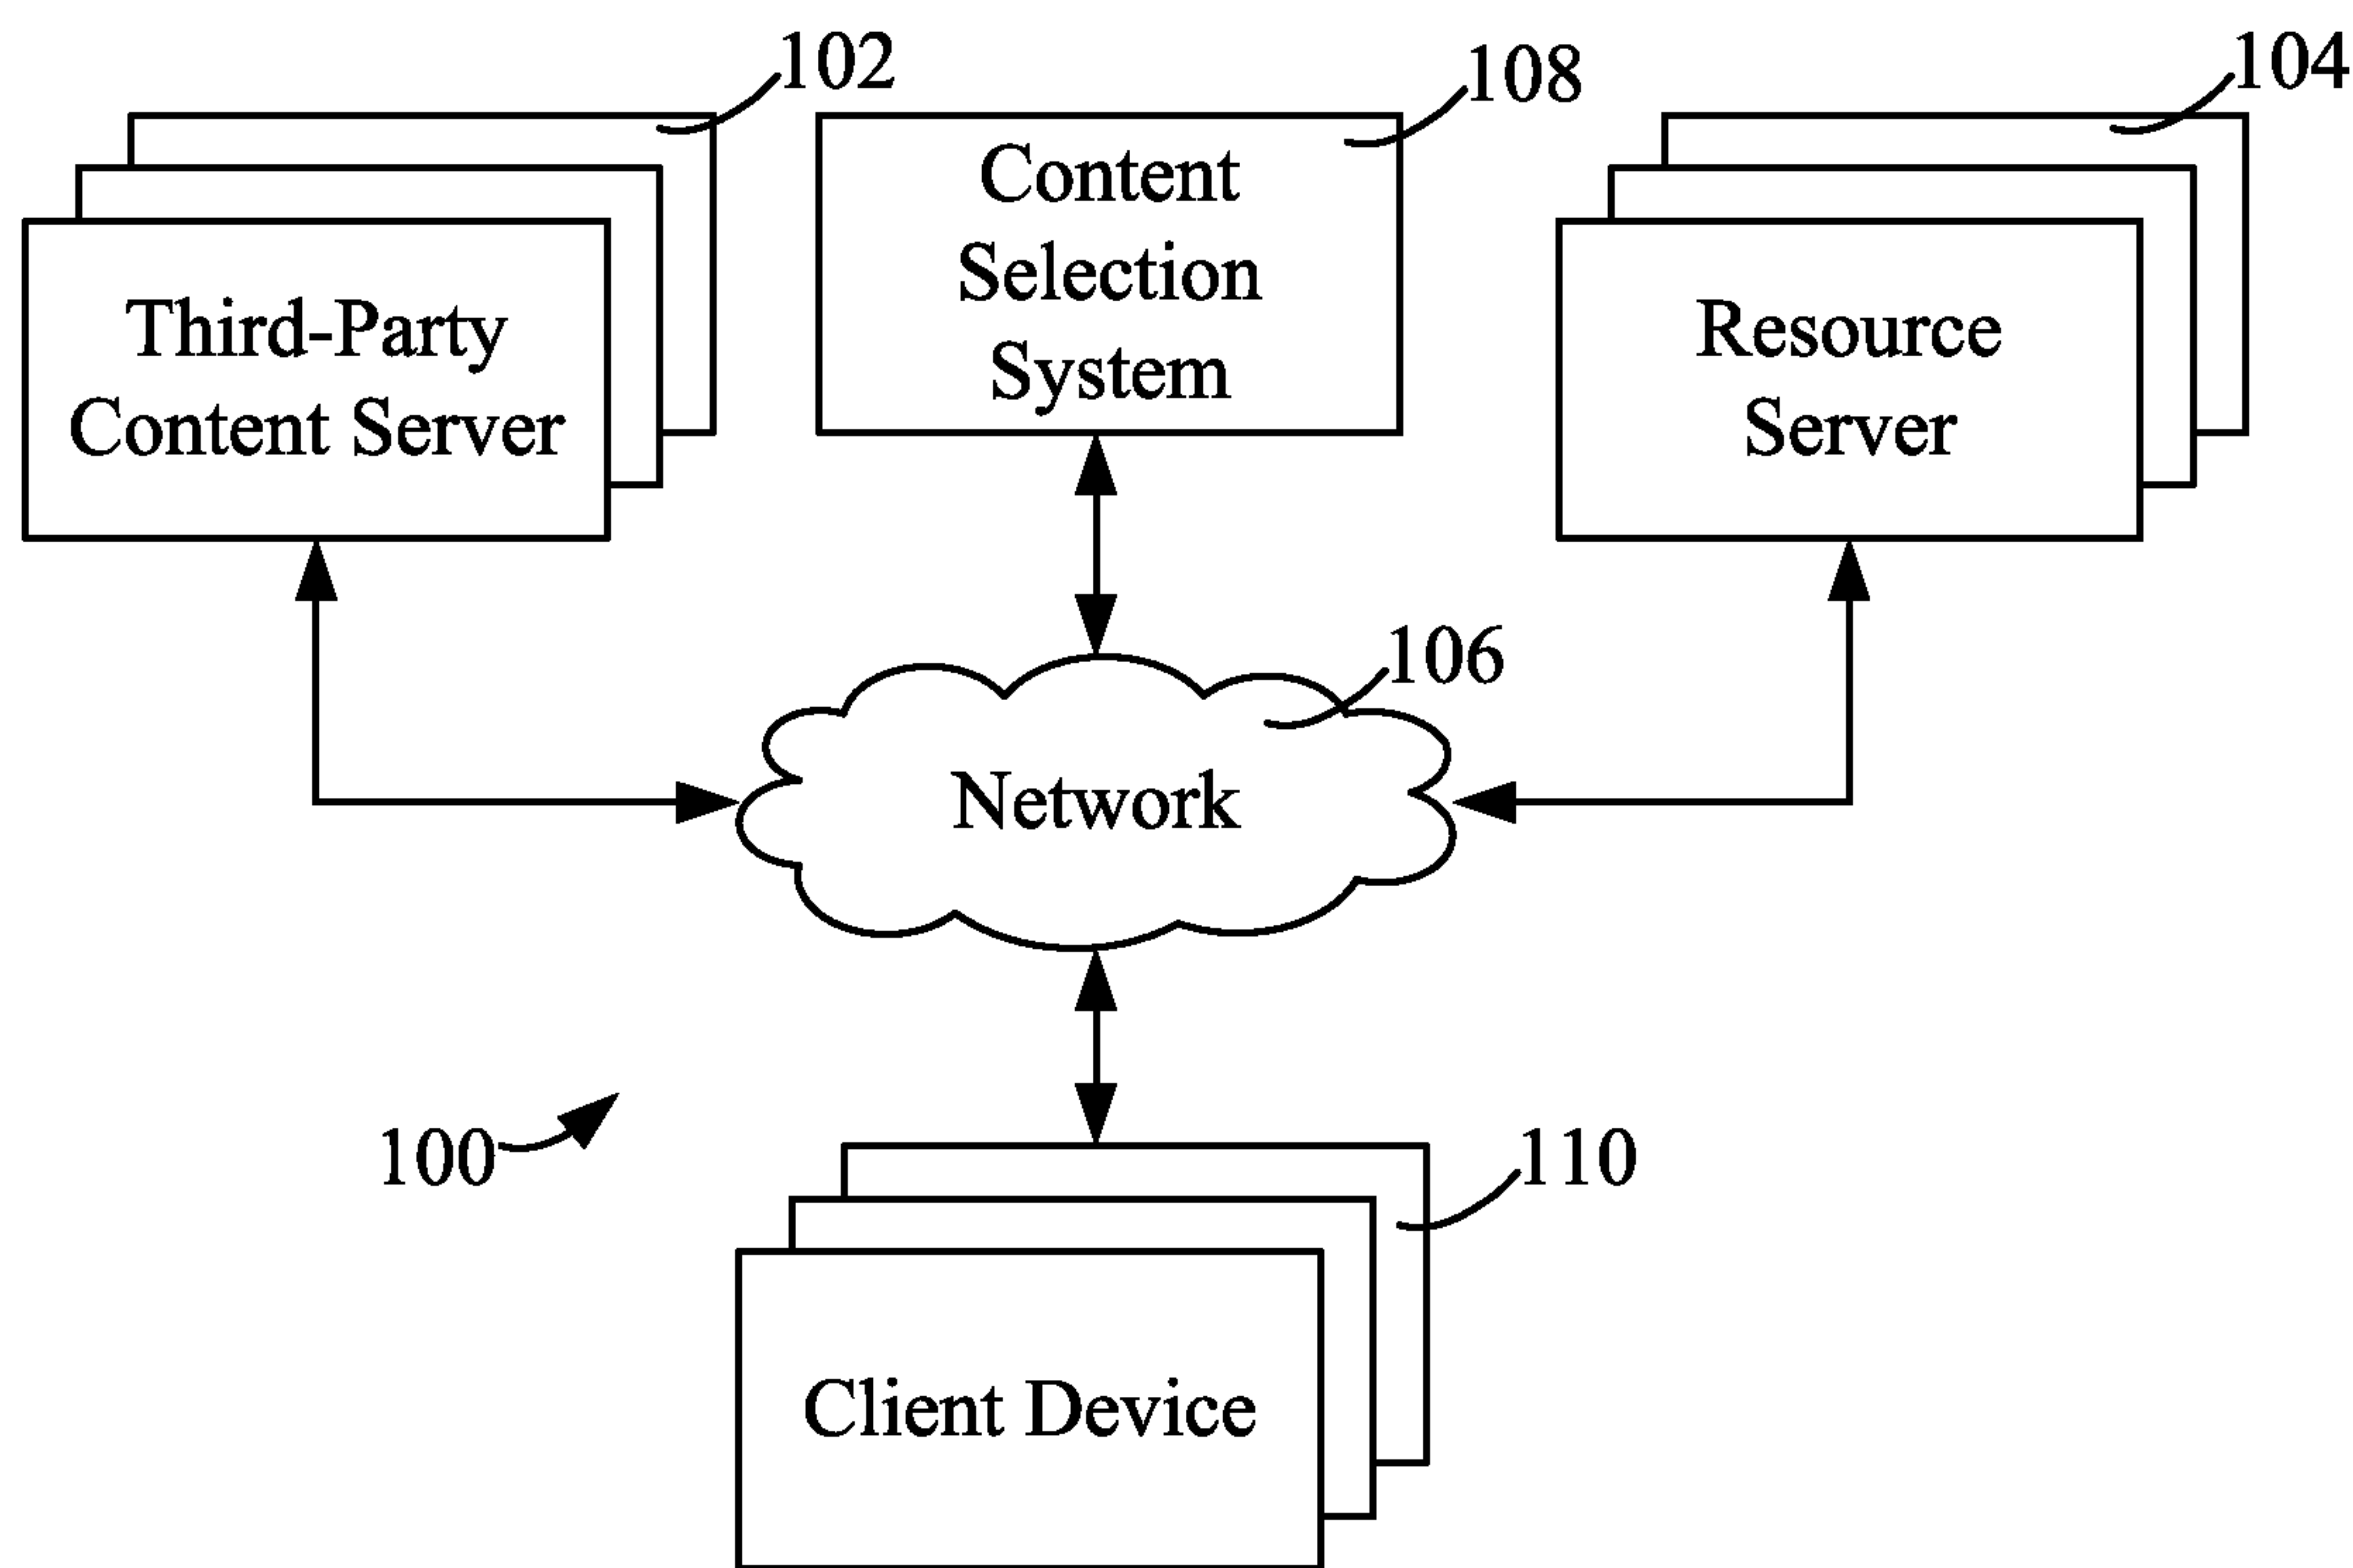 102
108
104
Third-Party
Content Server
Content
Selection
System
Resource
Server
106
Network
100
110
Client Device